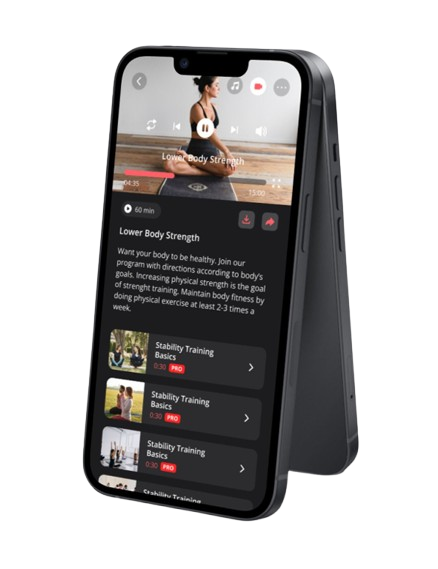 Lower Body Strength
04:35
15:00
60 min
Lower Body Strength
Want your body to be healthy. Join our
program with directions according to body's
goals. Increasing physical strength is the goal
of strenght training. Maintain body fitness by
doing physical exercise at least 2-3 times a
week.
Stability Training
Basics
0:30 PRO
Stability Training
Basics
0:30 PRO
Stability Training
Basics
0:30 PRO
Stability Training